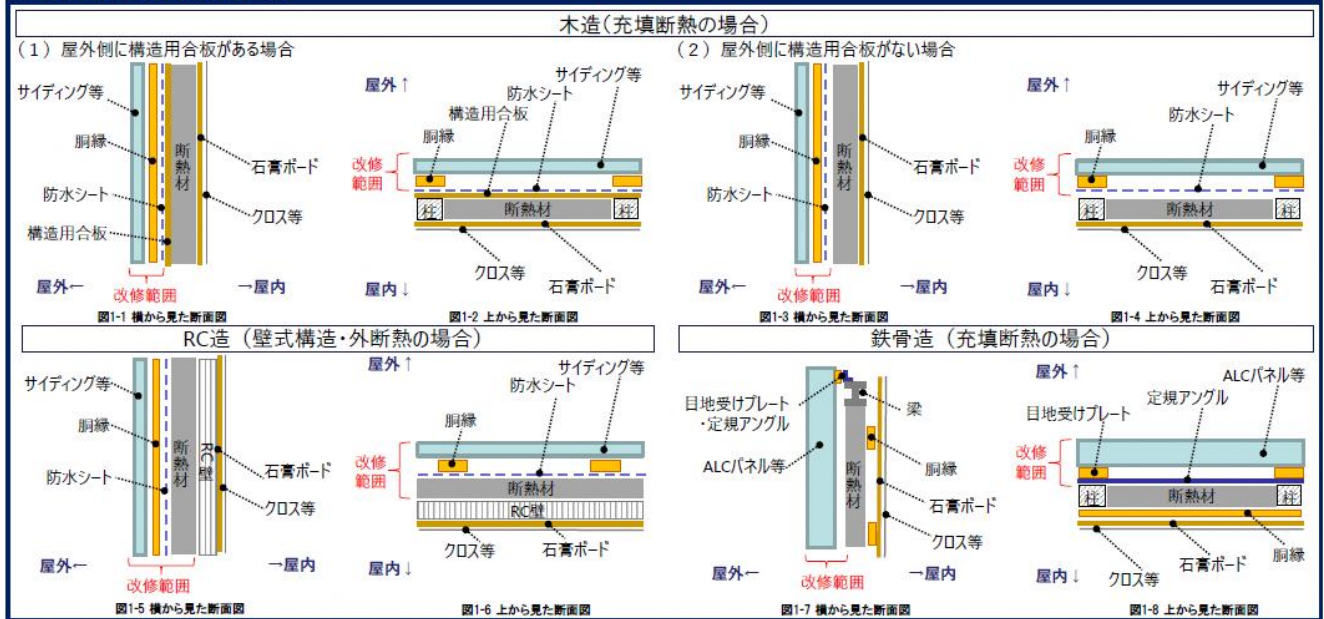 木造(充填断熱の場合)
(1)屋外側に構造用合板がある場合
サイディング等
胴縁
防水シート
構造用合板
断熱材
石膏ボード
クロス等
屋外←
改修範囲
→屋内
図1-1 横から見た断面図
屋外↑
サイディング等
防水シート
構造用合板
胴縁
改修
範囲
柱
断熱材
柱
クロス等
石膏ボード
屋内↓
図1-2 上から見た断面図
(2)屋外側に構造用合板がない場合
サイディング等
胴縁
防水シート
断熱材
石膏ボード
クロス等
屋外←
改修範囲
→屋内
図1-3 横から見た断面図
屋外↑
サイディング等
防水シート
胴縁
改修
範囲
柱
断熱材
柱
クロス等
石膏ボード
屋内↓
図1-4 上から見た断面図
RC造(壁式構造・外断熱の場合)
サイディング等
胴縁
防水シート
断熱材
RC壁
石膏ボード
クロス等
屋外←
改修範囲
→屋内
図1-5 横から見た断面図
屋外↑
サイディング等
防水シート
胴縁
改修
範囲
断熱材
RC壁
クロス等
石膏ボード
屋内↓
図1-6 上から見た断面図
鉄骨造(充填断熱の場合)
目地受けプレート
・定規アングル
梁
ALCパネル等
断熱材
胴縁
石膏ボード
クロス等
屋外←
改修範囲
→屋内
図1-7 横から見た断面図
屋外↑
ALCパネル等
定規アングル
目地受けプレート
改修
範囲
柱
断熱材
柱
胴縁
石膏ボード
クロス等
屋内↓
図1-8 上から見た断面図